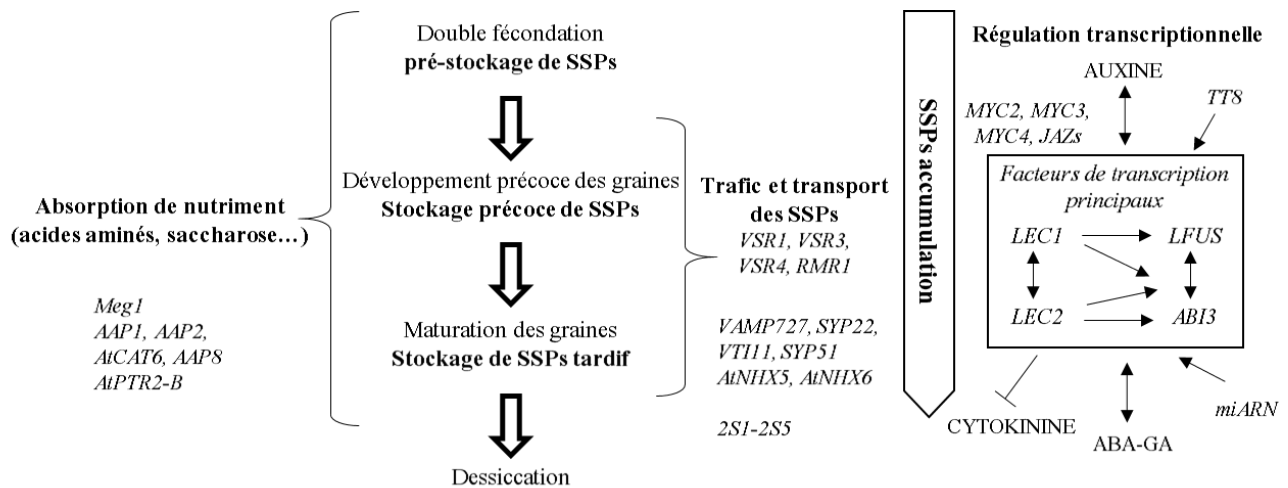 Absorption de nutriment
(acides aminés, saccharose…)
Meg1
AAP1, AAP2,
AtCAT6, AAP8
AtPTR2-B
Double fécondation
pré-stockage de SSPs
Développement précoce des graines
Stockage précoce de SSPs
Maturation des graines
Stockage de SSPs tardif
Dessiccation
Trafic et transport
des SSPs
VSR1, VSR3,
VSR4, RMR1
VAMP727, SYP22,
VTI11, SYP51
AtNHX5, AtNHX6
2S1-2S5
SSPs accumulation
Régulation transcriptionnelle
AUXINE
MYC2, MYC3,
MYC4, JAZs
TT8
Facteurs de transcription
principaux
LEC1
LFUS
LEC2
ABI3
CYTOKININE
ABA-GA
miARN